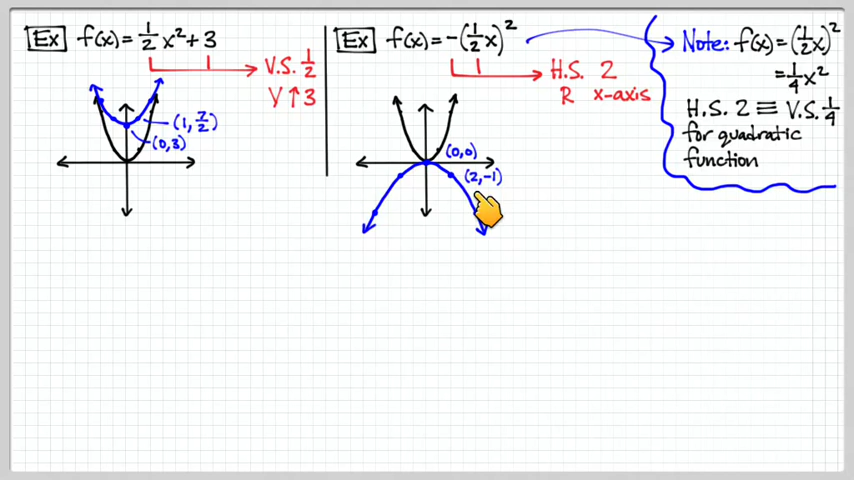 Ex f(x) = 1/2 x² + 3
V.S. 1/2
Y ↑ 3
(1, 7/2)
(0,3)
Ex f(x) = -(1/2 x)²
H.S. 2
R x-axis
(0,0)
(2,-1)
Note: f(x) = (1/2 x)²
= 1/4 x²
H.S. 2 ≡ V.S. 1/4
for quadratic
function